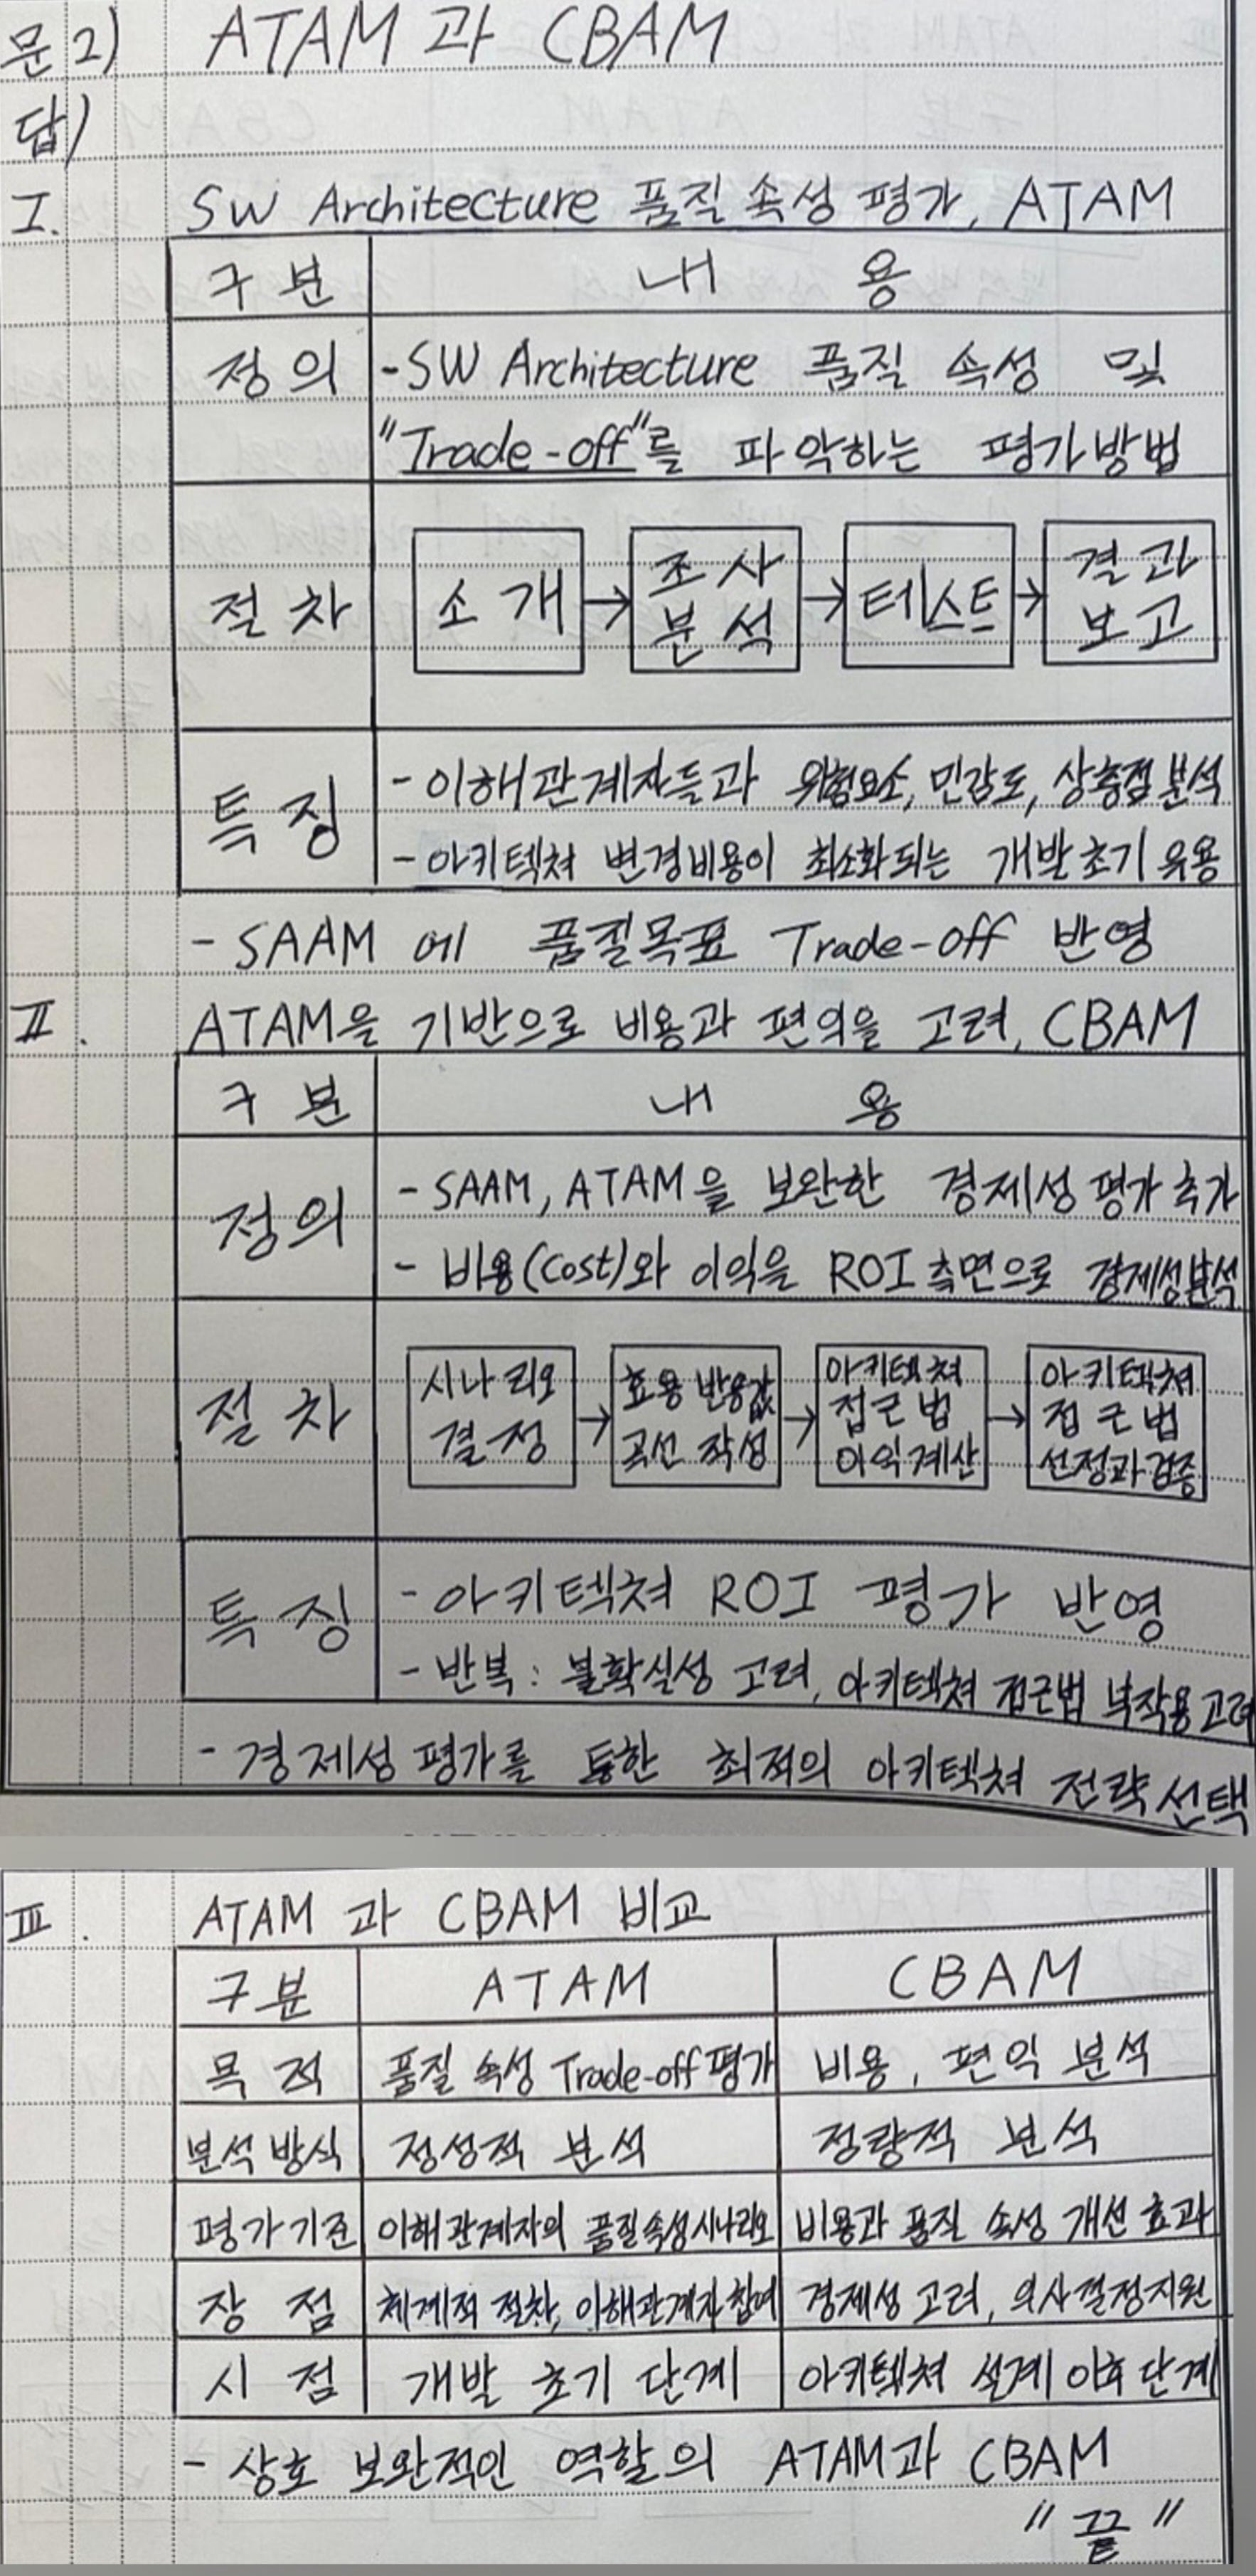 문2) ATAM 과 CBAM
답)
I. SW Architecture 품질 속성 평가, ATAM
구분 내용
정의 -SW Architecture 품질 속성 및
"Trade-off"를 파악하는 평가방법
절차 소개 → 조사 분석 → 테스트 → 결과 보고
특징 - 이해관계자들과 위험요소, 민감도, 상충점 분석
- 아키텍쳐 변경비용이 최소화되는 개발초기 유용
- SAAM 에 품질목표 Trade-off 반영
II. ATAM을 기반으로 비용과 편익을 고려, CBAM
구분 내용
정의 - SAAM, ATAM을 보완한 경제성 평가 추가
- 비용(Cost)와 이익을 ROI 측면으로 경제성분석
절차 시나리오 결정 → 효용 반응값 곡선 작성 → 아키텍쳐 접근법 이익계산 → 아키텍쳐 접근법 선정과 검증
특징 - 아키텍쳐 ROI 평가 반영
- 반복 : 불확실성 고려, 아키텍쳐 접근법 부작용 고려
- 경제성 평가를 통한 최적의 아키텍쳐 전략 선택
III. ATAM 과 CBAM 비교
구분 ATAM CBAM
목적 품질 속성 Trade-off 평가 비용, 편익 분석
분석방식 정성적 분석 정량적 분석
평가기준 이해관계자의 품질속성시나리오 비용과 품질 속성 개선 효과
장점 체계적 절차, 이해관계자 참여 경제성 고려, 의사결정지원
시점 개발 초기 단계 아키텍쳐 설계 이후 단계
- 상호 보완적인 역할의 ATAM과 CBAM
"끝"